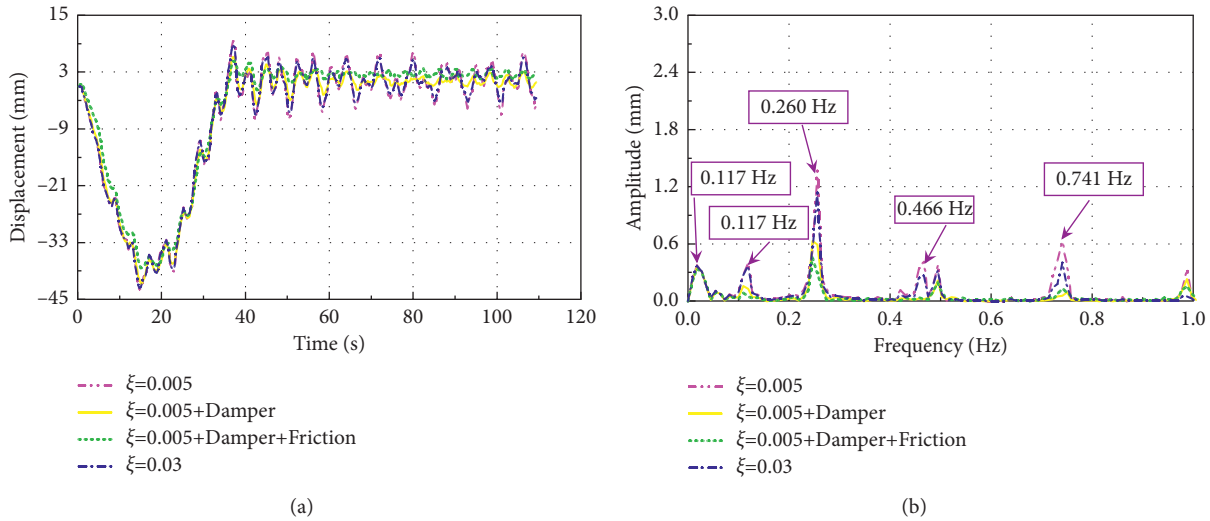 15
3
−9
−21
−33
−45
Displacement (mm)
0
20
40
60
80
100
120
Time (s)
ξ=0.005
ξ=0.005+Damper
ξ=0.005+Damper+Friction
ξ=0.03
(a)
3.0
2.4
1.8
1.2
0.6
0.0
Amplitude (mm)
0.260 Hz
0.117 Hz
0.117 Hz
0.466 Hz
0.741 Hz
0.0
0.2
0.4
0.6
0.8
1.0
Frequency (Hz)
ξ=0.005
ξ=0.005+Damper
ξ=0.005+Damper+Friction
ξ=0.03
(b)